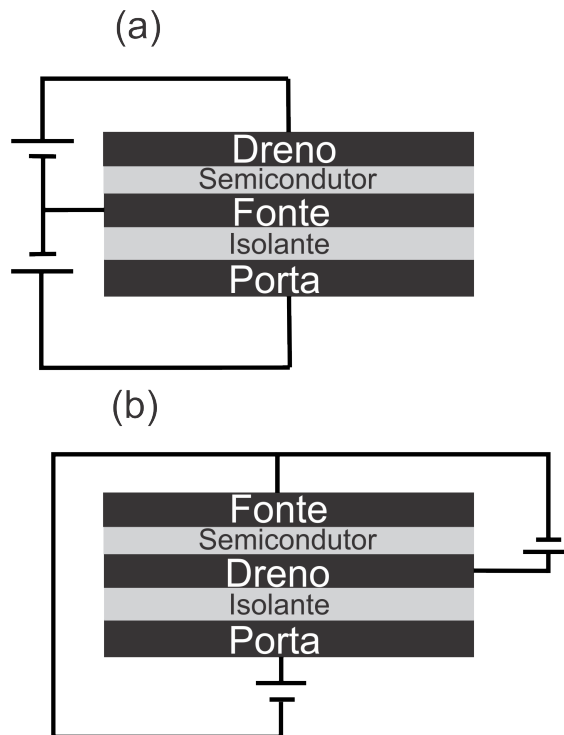 (a)
Dreno
Semicondutor
Fonte
Isolante
Porta
(b)
Fonte
Semicondutor
Dreno
Isolante
Porta